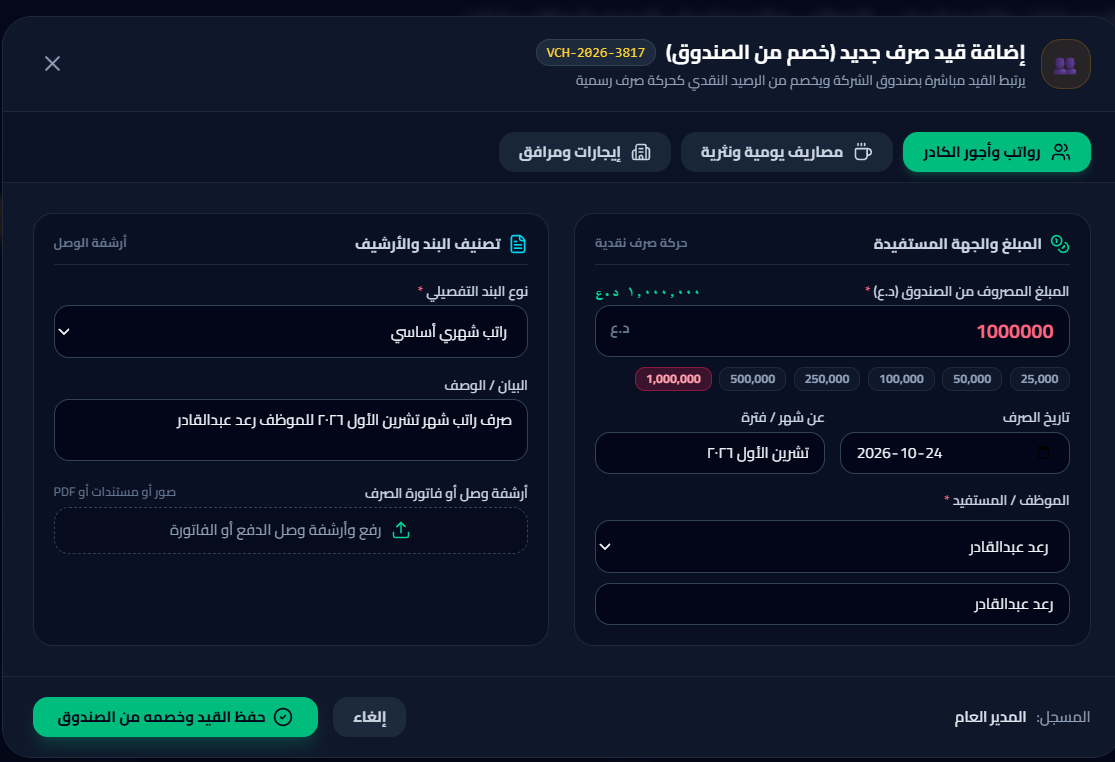 إضافة قيد صرف جديد (خصم من الصندوق) VCH-2026-3817
يرتبط القيد مباشرة بصندوق الشركة ويخصم من الرصيد النقدي كحركة صرف رسمية
رواتب وأجور الكادر
مصاريف يومية ونثرية
إيجارات ومرافق
المبلغ والجهة المستفيدة
حركة صرف نقدية
المبلغ المصروف من الصندوق (د.ع) *
١,٠٠٠,٠٠٠ د.ع
1000000
د.ع
25,000
50,000
100,000
250,000
500,000
1,000,000
تاريخ الصرف
2026-10-24
عن شهر / فترة
تشرين الأول ٢٠٢٦
الموظف / المستفيد *
رعد عبدالقادر
رعد عبدالقادر
تصنيف البند والأرشيف
أرشفة الوصل
نوع البند التفصيلي *
راتب شهري أساسي
البيان / الوصف
صرف راتب شهر تشرين الأول ٢٠٢٦ للموظف رعد عبدالقادر
أرشفة وصل أو فاتورة الصرف
صور أو مستندات أو PDF
رفع وأرشفة وصل الدفع أو الفاتورة
المسجل: المدير العام
إلغاء
حفظ القيد وخصمه من الصندوق